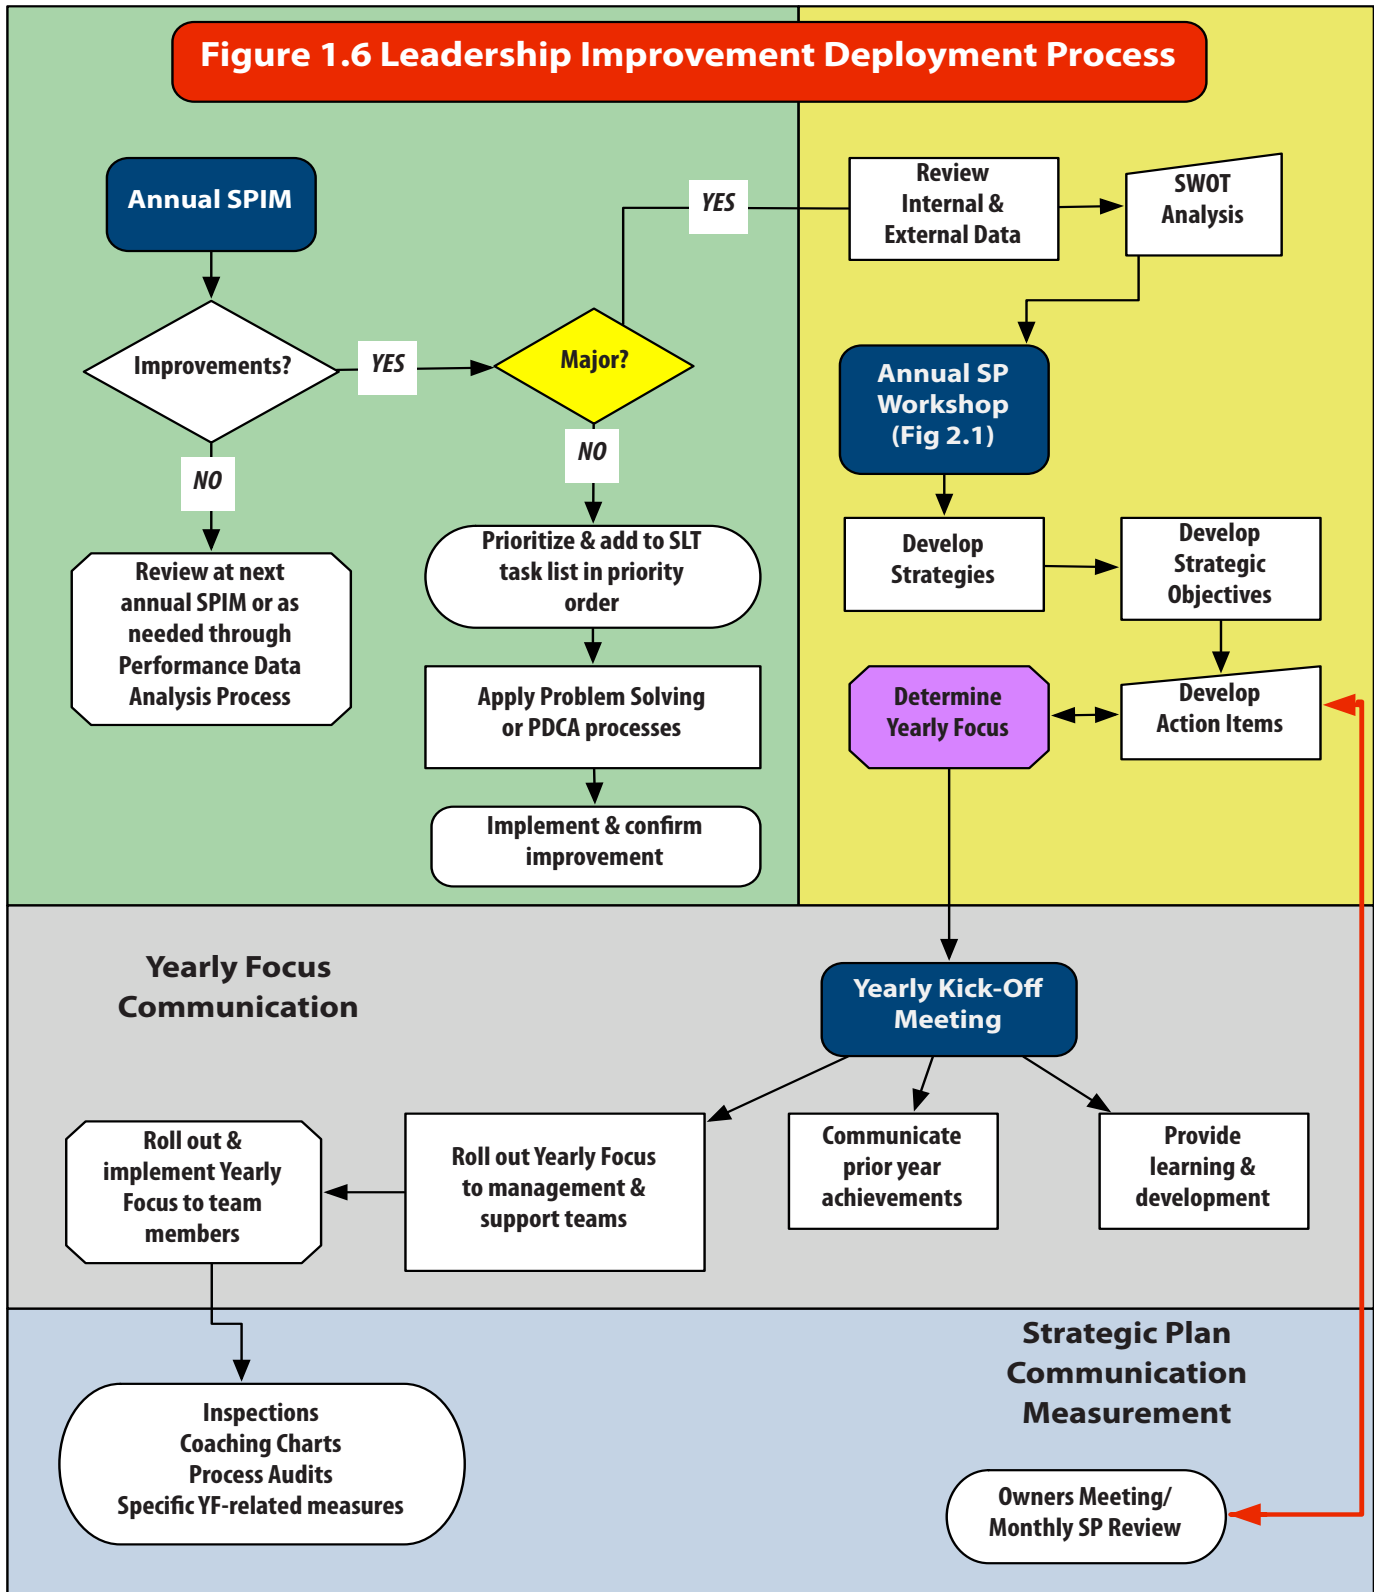 Figure 1.6 Leadership Improvement Deployment Process
Annual SPIM
Improvements?
YES
NO
Review at next
annual SPIM or as
needed through
Performance Data
Analysis Process
Major?
YES
NO
Prioritize & add to SLT
task list in priority
order
Apply Problem Solving
or PDCA processes
Implement & confirm
improvement
Review
Internal &
External Data
SWOT
Analysis
Annual SP
Workshop
(Fig 2.1)
Develop
Strategies
Develop
Strategic
Objectives
Develop
Action Items
Determine
Yearly Focus
Yearly Focus
Communication
Yearly Kick-Off
Meeting
Roll out &
implement Yearly
Focus to team
members
Roll out Yearly Focus
to management &
support teams
Communicate
prior year
achievements
Provide
learning &
development
Inspections
Coaching Charts
Process Audits
Specific YF-related measures
Strategic Plan
Communication
Measurement
Owners Meeting/
Monthly SP Review